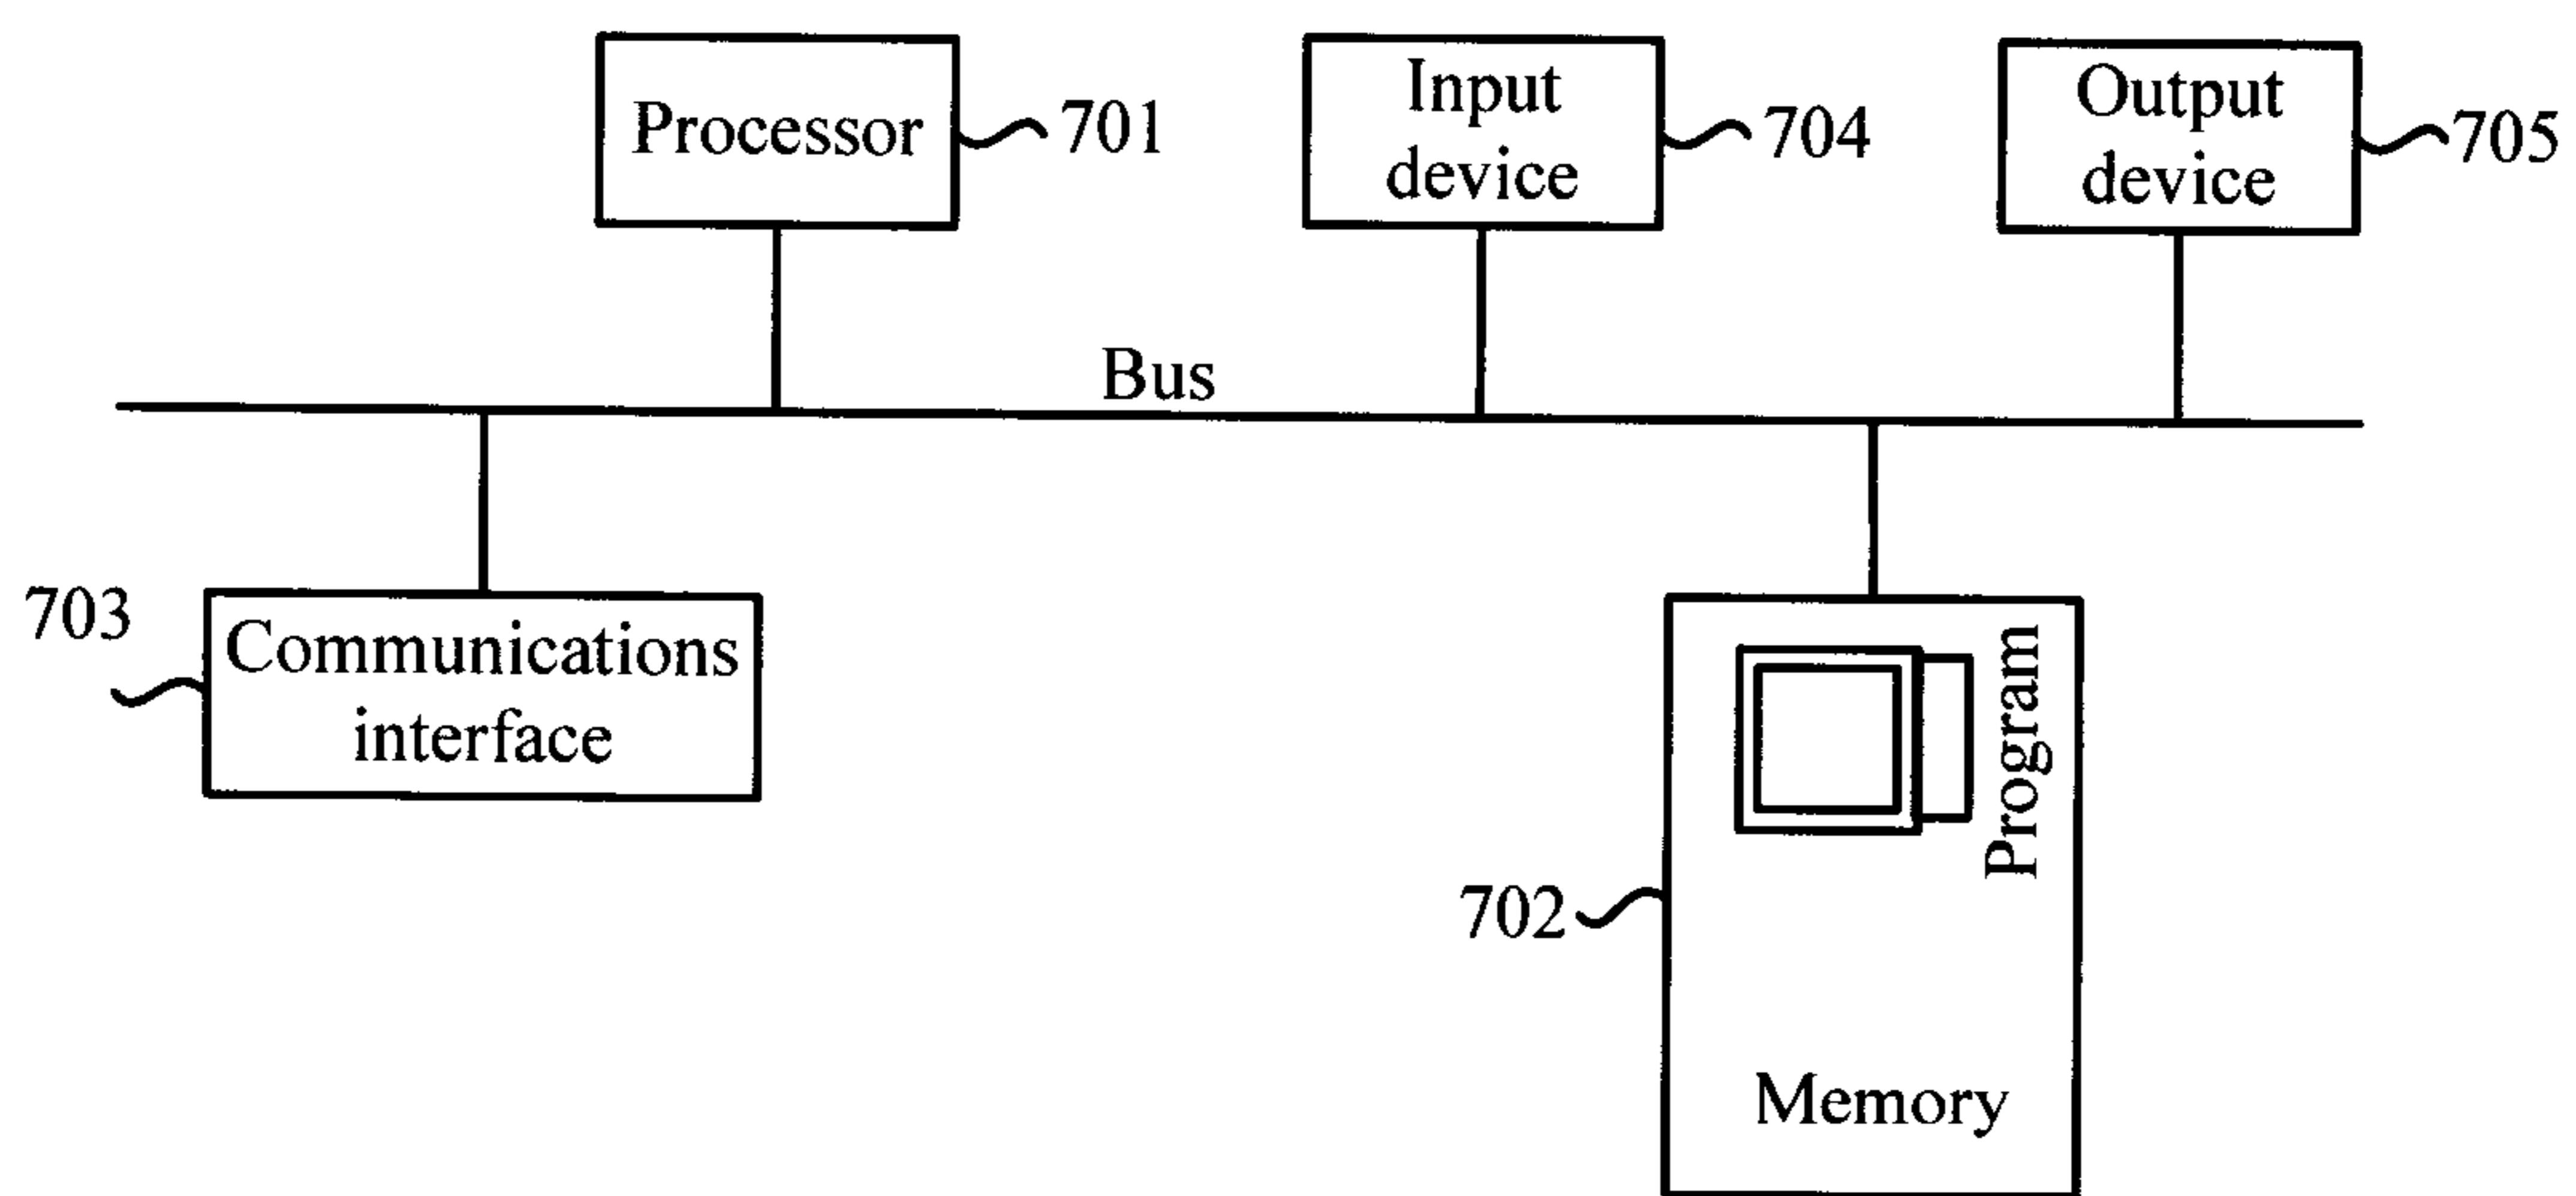 Processor
701
Input
device
704
Output
device
705
Bus
703
Communications
interface
Program
702
Memory